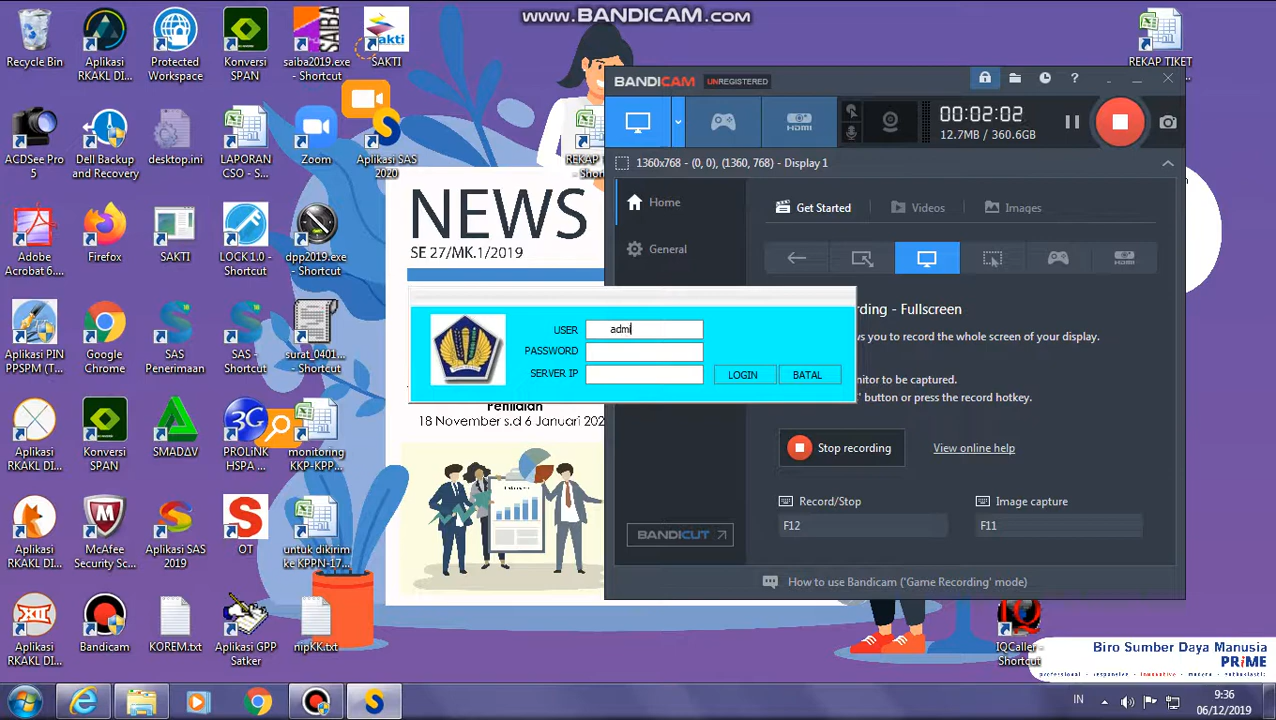 www.BANDICAM.com
Recycle Bin
Aplikasi
RKAKL DI...
Protected
Workspace
Konversi
SPAN
saiba2019.exe
- Shortcut
SAKTI
REKAP TIKET
ACDSee Pro
5
Dell Backup
and Recovery
desktop.ini
LAPORAN
CSO - S...
Zoom
Aplikasi SAS
2020
Adobe
Acrobat 6....
Firefox
SAKTI
LOCK 1.0 -
Shortcut
dpp2019.exe
- Shortcut
Aplikasi PIN
PPSPM (T...
Google
Chrome
SAS
Penerimaan
SAS -
Shortcut
surat_0401...
Shortcut
Aplikasi
RKAKL DI...
Konversi
SPAN
SMADΔV
3G
PROLiNK
HSPA ...
monitoring
KKP-KPP...
Aplikasi
RKAKL DI...
McAfee
Security Sc...
Aplikasi SAS
2019
OT
untuk dikirim
ke KPPN-17...
Aplikasi
RKAKL DI...
Bandicam
KOREM.txt
Aplikasi GPP
Satker
nipKK.txt
NEWS
SE 27/MK.1/2019
Penilaian
18 November s.d 6 Januari 202
BANDICAM
UNREGISTERED
HDMI
00:02:02
12.7MB / 360.6GB
1360x768 - (0, 0), (1360, 768) - Display 1
Home
General
Get Started
Videos
Images
HDMI
rding - Fullscreen
ws you to record the whole screen of your display.
nitor to be captured.
' button or press the record hotkey.
Stop recording
View online help
Record/Stop
Image capture
F12
F11
BANDICUT
How to use Bandicam ('Game Recording' mode)
USER
admi
PASSWORD
SERVER IP
LOGIN
BATAL
IQCaller -
Shortcut
Biro Sumber Daya Manusia
PRiME
IN
9:36
06/12/2019